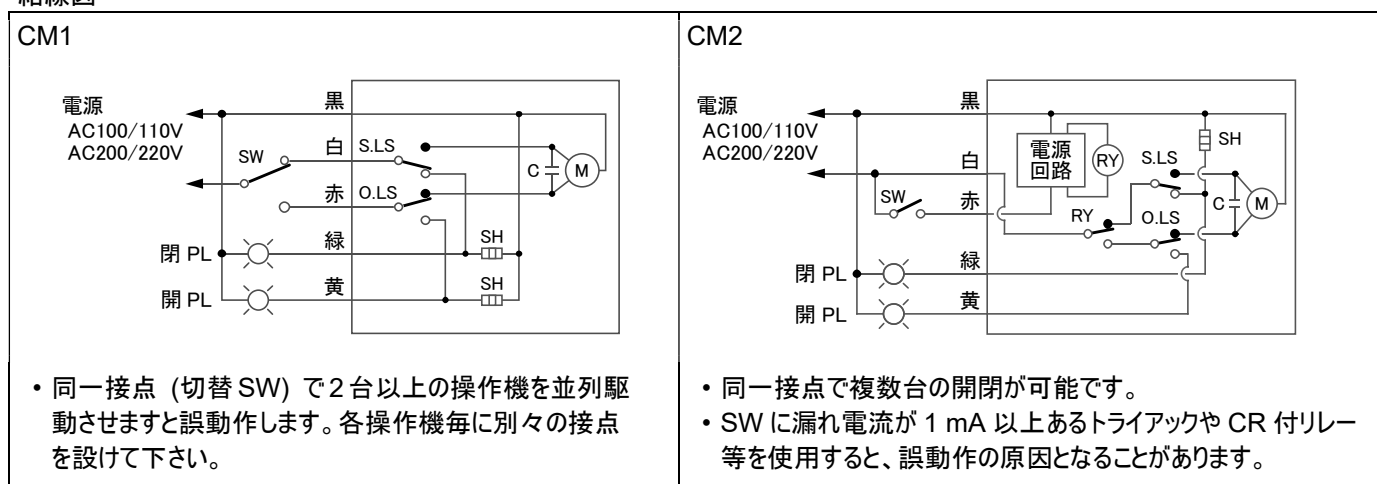 結線図
CM1
電源
AC100/110V
AC200/220V
黒
SW
白
S.LS
赤
O.LS
C
M
閉 PL
緑
SH
開 PL
黄
SH
• 同一接点 (切替 SW) で2台以上の操作機を並列駆
動させますと誤動作します。各操作機毎に別々の接点
を設けて下さい。
CM2
電源
AC100/110V
AC200/220V
黒
白
SW
赤
電源
回路
RY
SH
S.LS
RY
O.LS
C
M
閉 PL
緑
開 PL
黄
• 同一接点で複数台の開閉が可能です。
• SW に漏れ電流が 1 mA 以上あるトライアックや CR 付リレー
等を使用すると、誤動作の原因となることがあります。